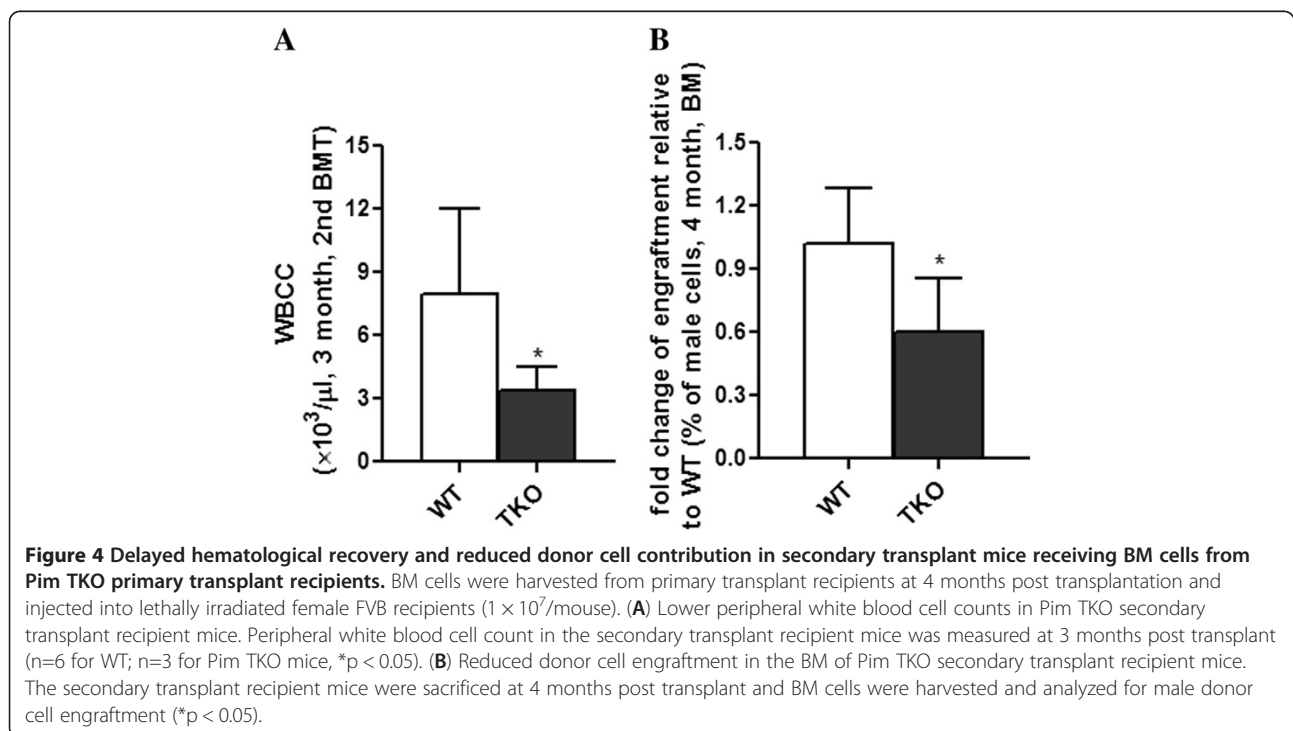 A
B
WBCC
(×10³/µl, 3 month, 2nd BMT)
15
12
9
6
3
0
WT
TKO
*
fold change of engraftment relative
to WT (% of male cells, 4 month, BM)
1.5
1.2
0.9
0.6
0.3
0.0
WT
TKO
*
Figure 4 Delayed hematological recovery and reduced donor cell contribution in secondary transplant mice receiving BM cells from
Pim TKO primary transplant recipients. BM cells were harvested from primary transplant recipients at 4 months post transplantation and
injected into lethally irradiated female FVB recipients (1 × 10⁷/mouse). (A) Lower peripheral white blood cell counts in Pim TKO secondary
transplant recipient mice. Peripheral white blood cell count in the secondary transplant recipient mice was measured at 3 months post transplant
(n=6 for WT; n=3 for Pim TKO mice, *p < 0.05). (B) Reduced donor cell engraftment in the BM of Pim TKO secondary transplant recipient mice.
The secondary transplant recipient mice were sacrificed at 4 months post transplant and BM cells were harvested and analyzed for male donor
cell engraftment (*p < 0.05).